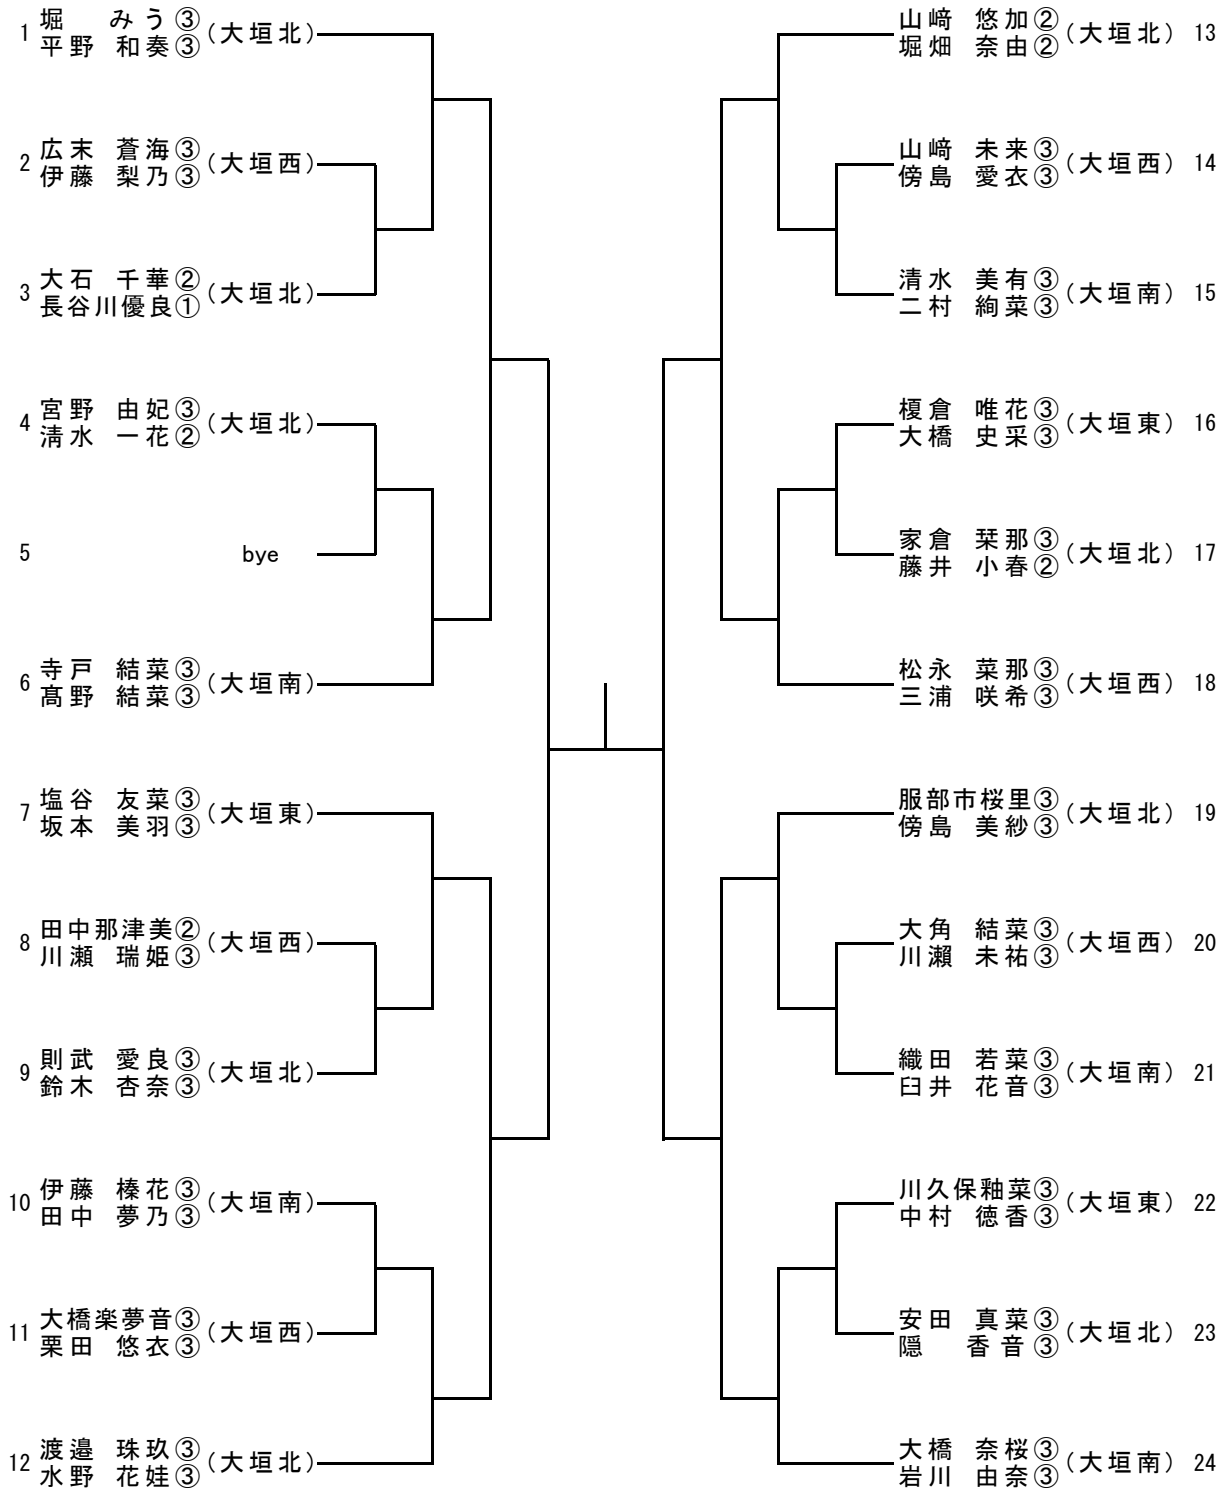 1 堀 みう③ (大垣北)
平野 和奏③
2 広末 蒼海③ (大垣西)
伊藤 梨乃③
3 大石 千華② (大垣北)
長谷川優良①
4 宮野 由妃③ (大垣北)
清水 一花②
5 bye
6 寺戸 結菜③ (大垣南)
髙野 結菜③
7 塩谷 友菜③ (大垣東)
坂本 美羽③
8 田中那津美② (大垣西)
川瀬 瑞姫③
9 則武 愛良③ (大垣北)
鈴木 杏奈③
10 伊藤 榛花③ (大垣南)
田中 夢乃③
11 大橋楽夢音③ (大垣西)
栗田 悠衣③
12 渡邉 珠玖③ (大垣北)
水野 花娃③
山﨑 悠加② (大垣北) 13
堀畑 奈由②
山﨑 未来③ (大垣西) 14
傍島 愛衣③
清水 美有③ (大垣南) 15
二村 絢菜③
榎倉 唯花③ (大垣東) 16
大橋 史采③
家倉 栞那③ (大垣北) 17
藤井 小春②
松永 菜那③ (大垣西) 18
三浦 咲希③
服部市桜里③ (大垣北) 19
傍島 美紗③
大角 結菜③ (大垣西) 20
川瀨 未祐③
織田 若菜③ (大垣南) 21
臼井 花音③
川久保釉菜③ (大垣東) 22
中村 徳香③
安田 真菜③ (大垣北) 23
隠 香音③
大橋 奈桜③ (大垣南) 24
岩川 由奈③